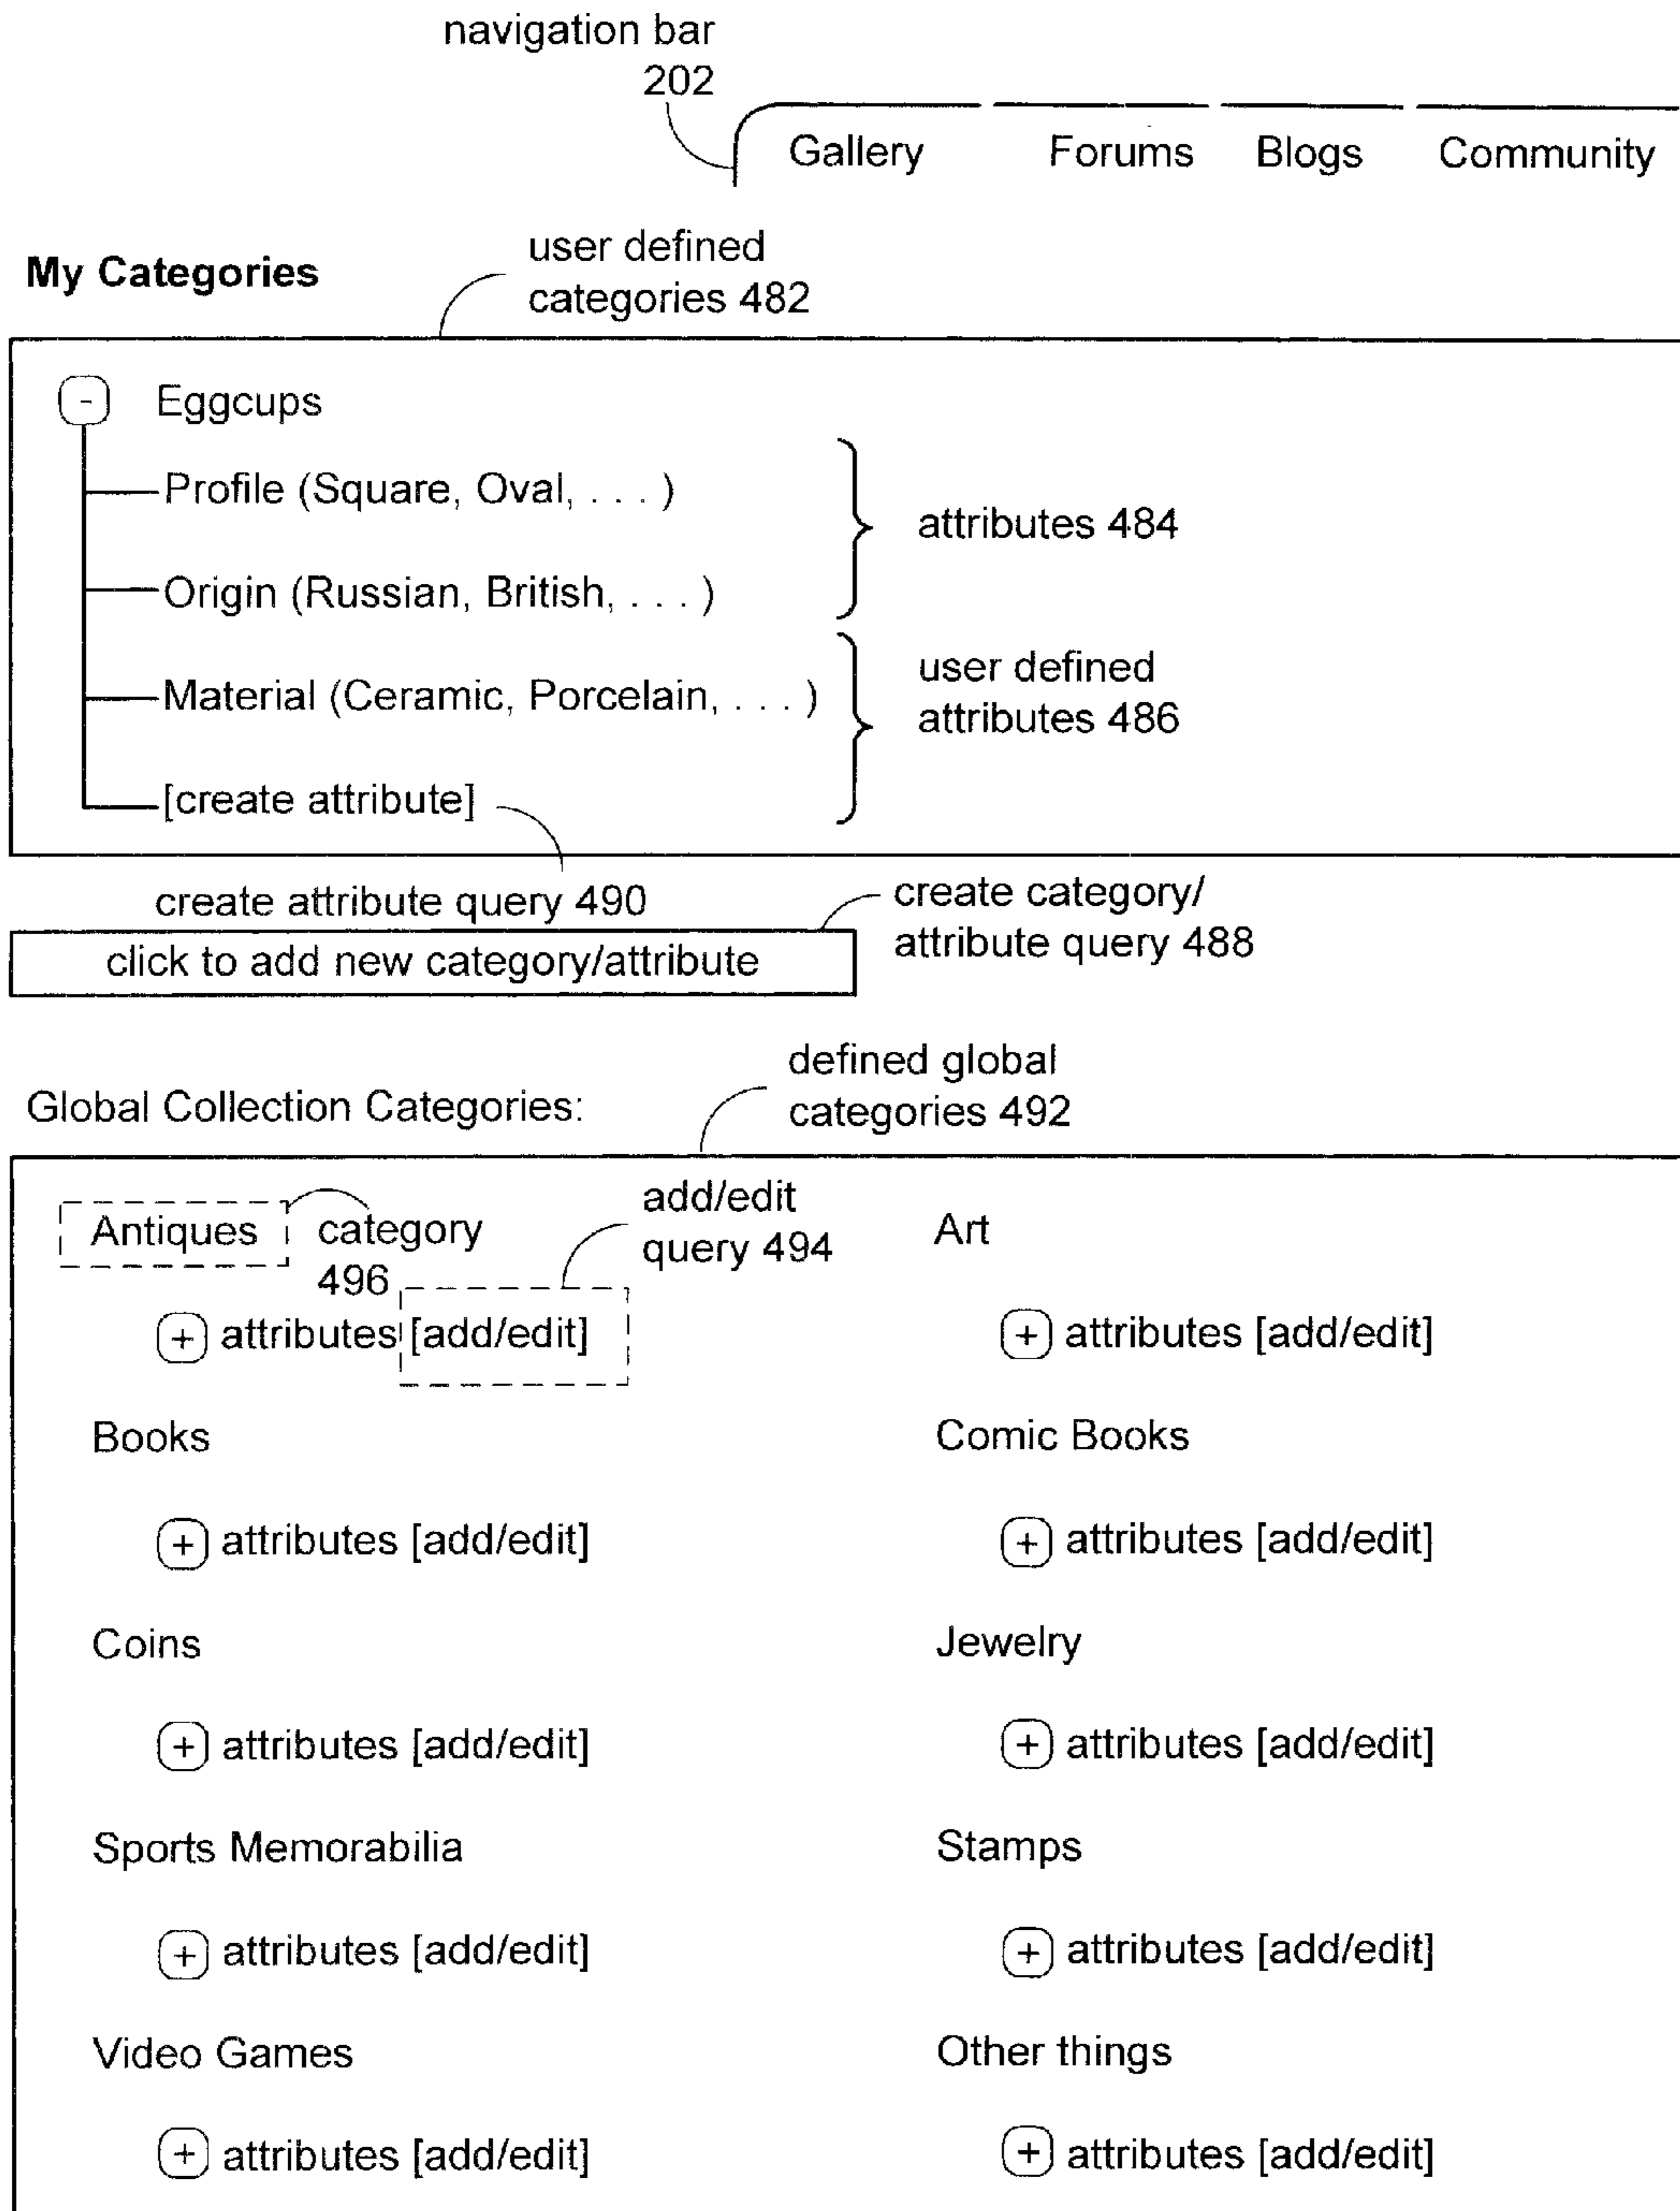 navigation bar
202
Gallery Forums Blogs Community
My Categories
user defined
categories 482
- Eggcups
Profile (Square, Oval, . . . )
Origin (Russian, British, . . . )
attributes 484
Material (Ceramic, Porcelain, . . . )
[create attribute]
user defined
attributes 486
create attribute query 490
create category/
attribute query 488
click to add new category/attribute
Global Collection Categories:
defined global
categories 492
Antiques
category
496
add/edit
query 494
Art
+ attributes [add/edit]
+ attributes [add/edit]
Books
Comic Books
+ attributes [add/edit]
+ attributes [add/edit]
Coins
Jewelry
+ attributes [add/edit]
+ attributes [add/edit]
Sports Memorabilia
Stamps
+ attributes [add/edit]
+ attributes [add/edit]
Video Games
Other things
+ attributes [add/edit]
+ attributes [add/edit]